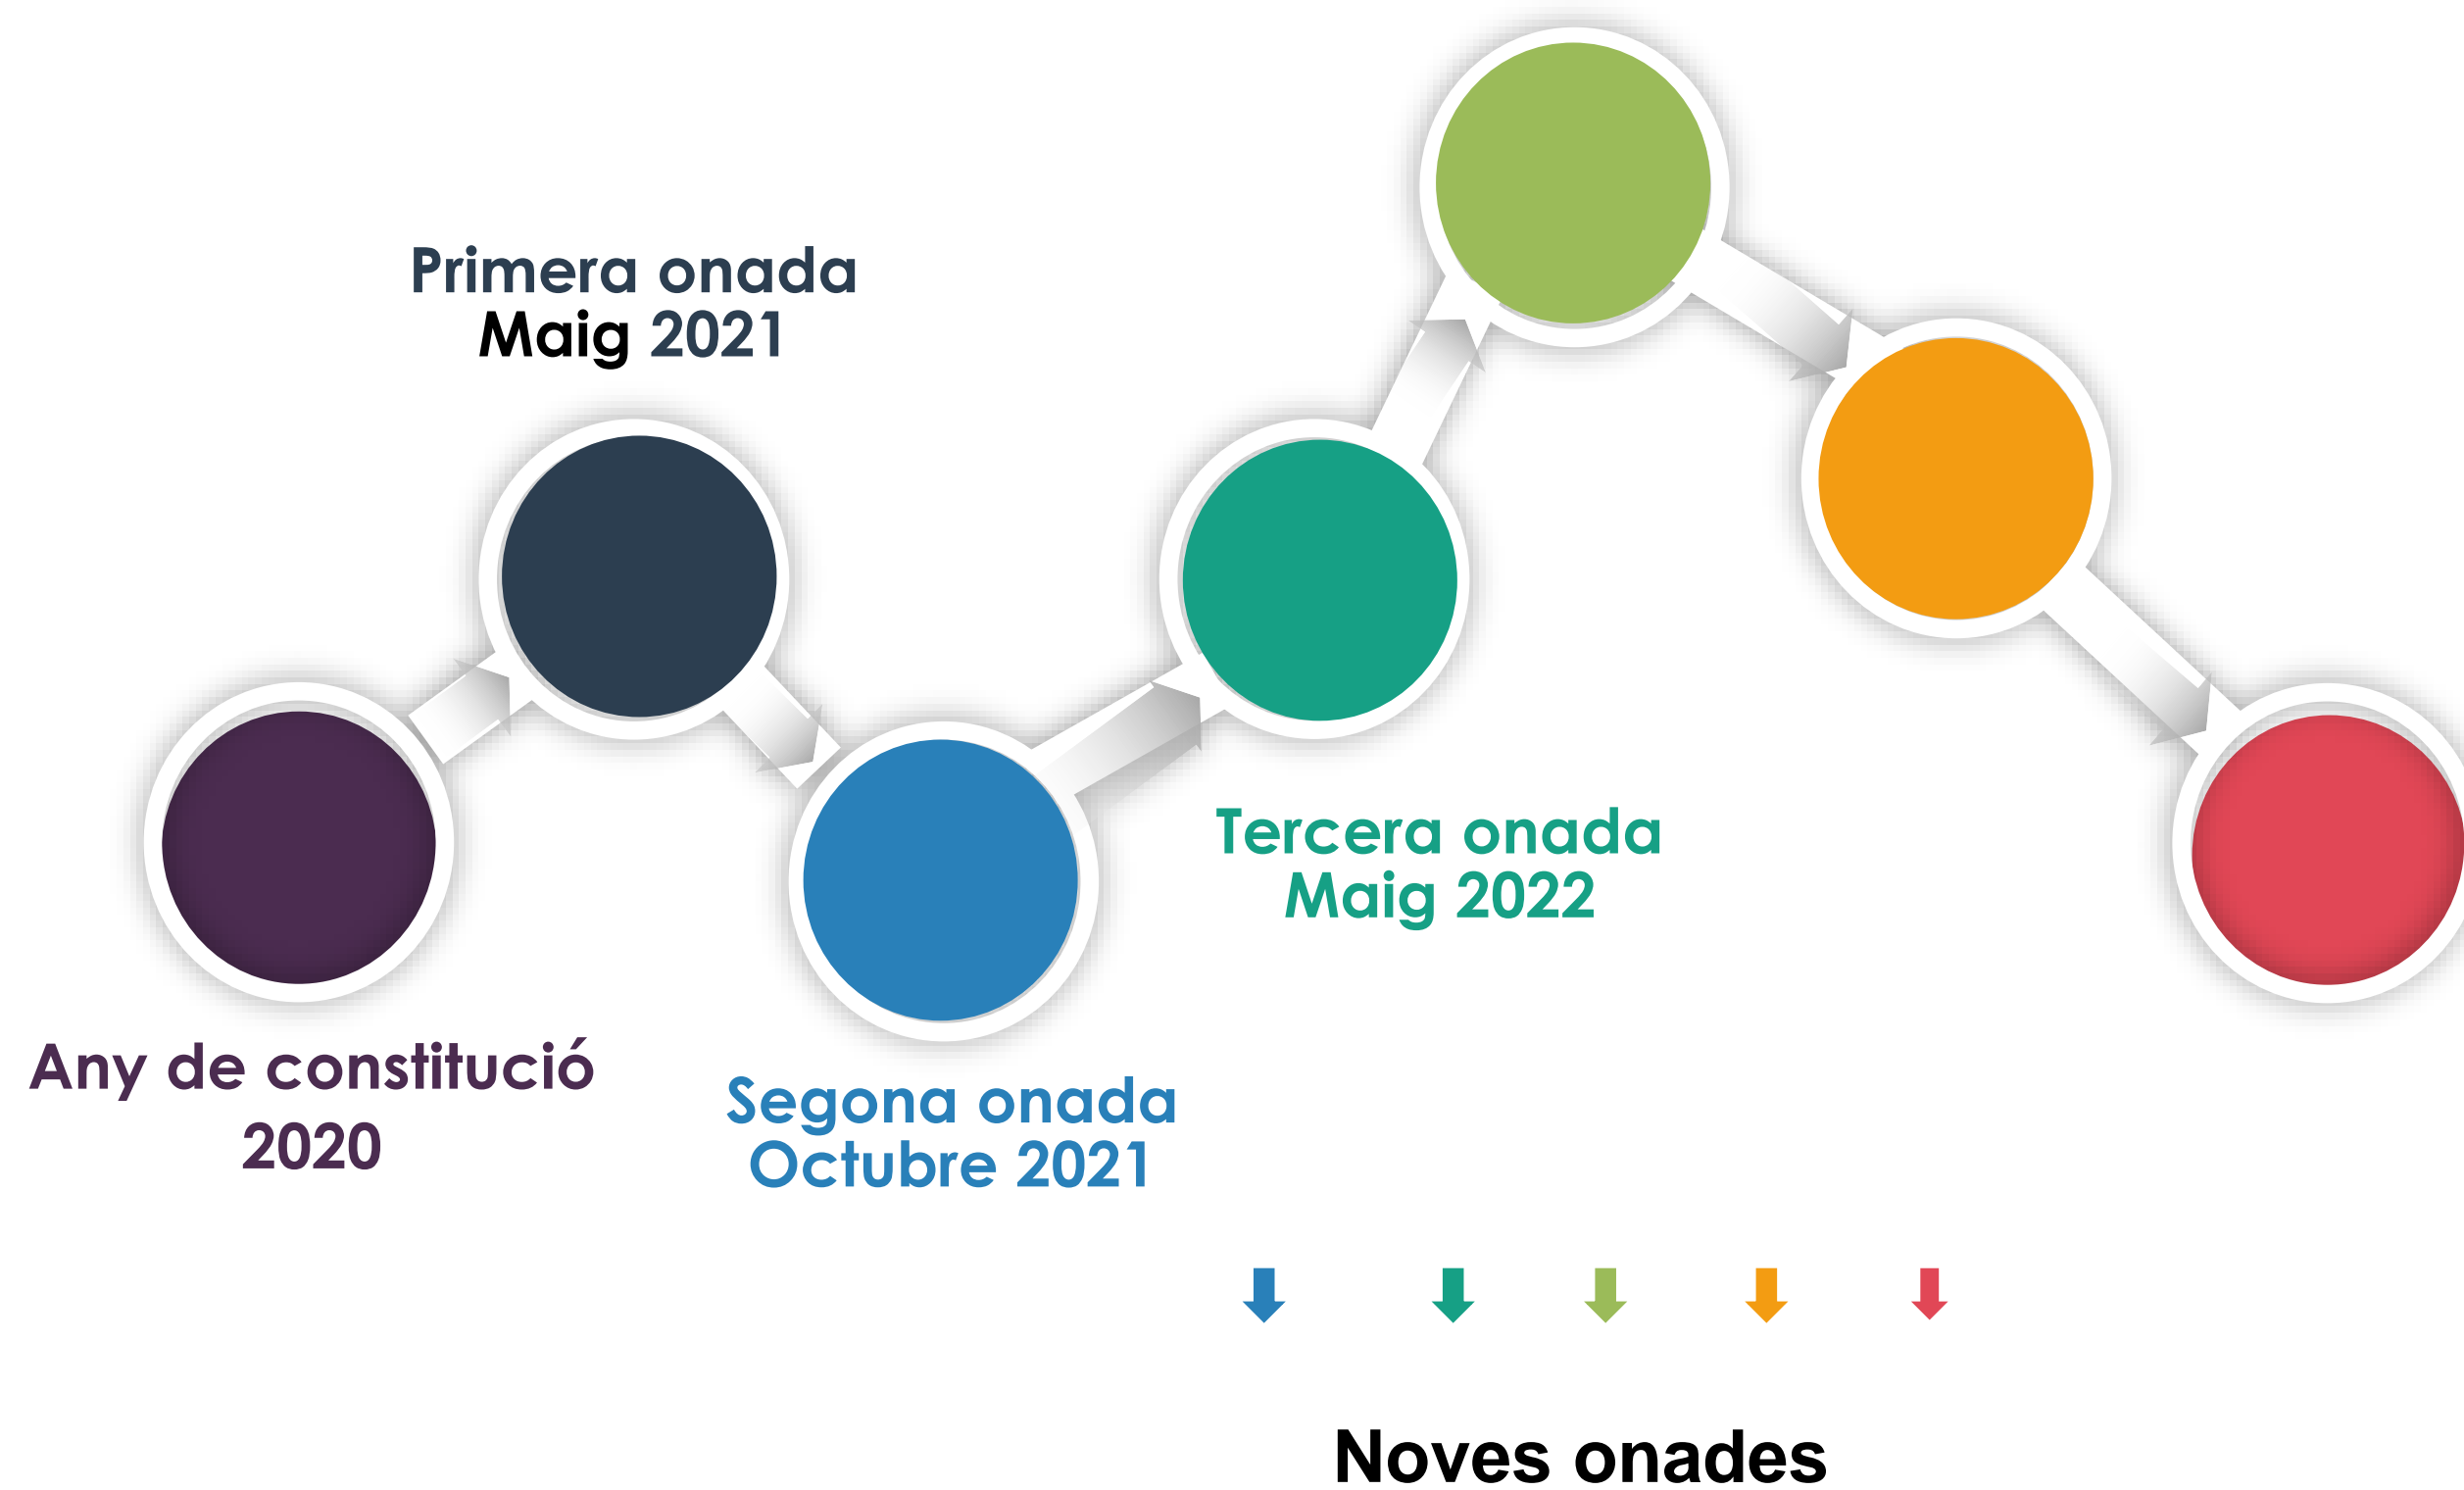 Primera onada
Maig 2021
Tercera onada
Maig 2022
Any de constitució
2020
Segona onada
Octubre 2021
Noves onades